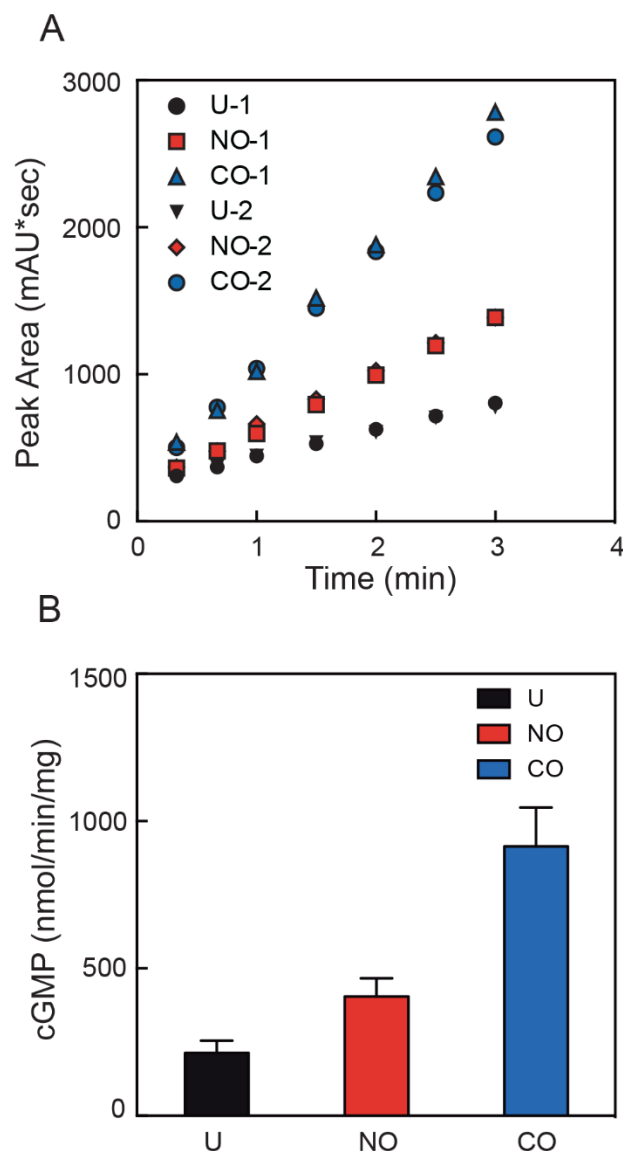 A
Peak Area (mAU*sec)
3000
2000
1000
0
U-1
NO-1
CO-1
U-2
NO-2
CO-2
0 1 2 3 4
Time (min)
B
cGMP (nmol/min/mg)
1500
1000
500
0
U
NO
CO
U NO CO